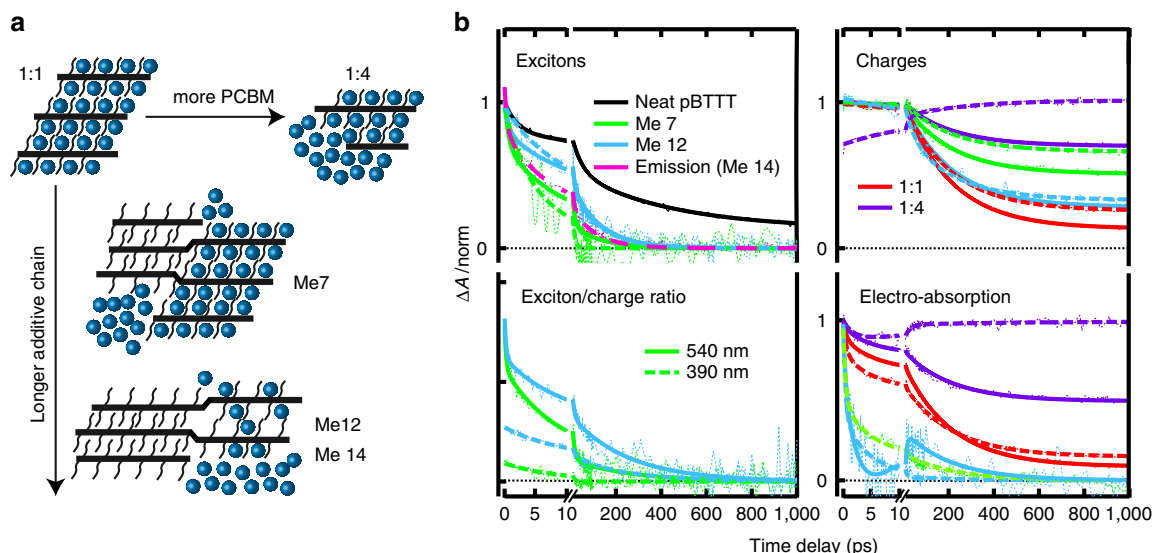 a
1:1
more PCBM
1:4
Longer additive chain
Me7
Me12
Me 14
b
Excitons
Neat pBTTT
Me 7
Me 12
Emission (Me 14)
1
0
Charges
1:1
1:4
1
0
ΔA/norm
Exciton/charge ratio
540 nm
390 nm
0 5 10 200 400 600 800 1,000
Electro-absorption
1
0
0 5 10 200 400 600 800 1,000
Time delay (ps)